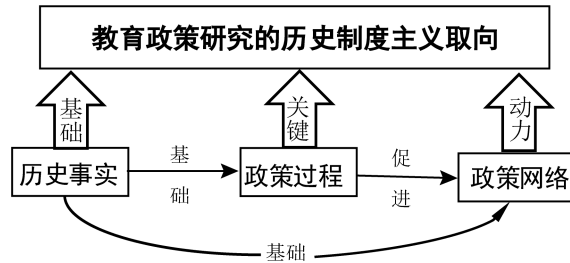 教育政策研究的历史制度主义取向
基础
关键
动力
历史事实
基础
政策过程
促进
政策网络
基础